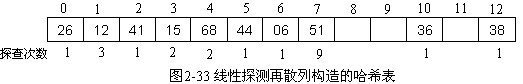 0 1 2 3 4 5 6 7 8 9 10 11 12
26 12 41 15 68 44 06 51 36 38
探查次数 1 3 1 2 2 1 1 9 1 1
图2-33 线性探测再散列构造的哈希表